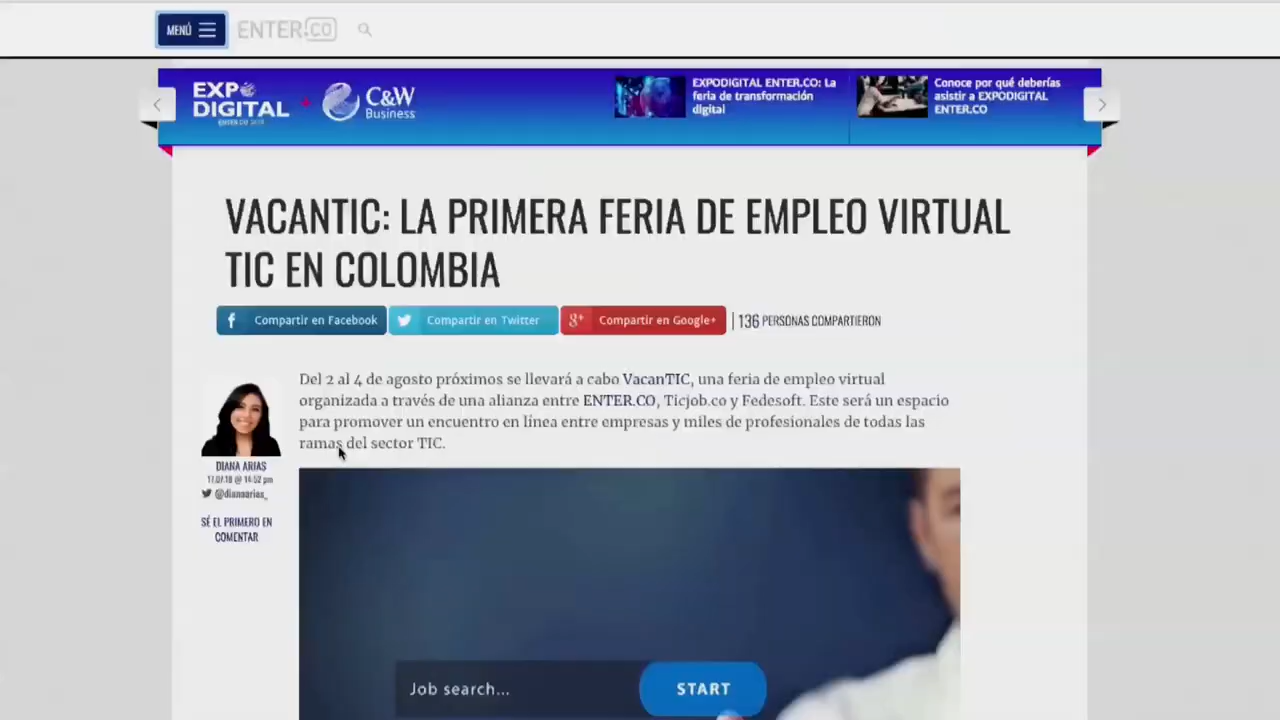 MENÚ
ENTER.CO
EXPO
DIGITAL
ENTER.CO 2018
C&W
Business
EXPODIGITAL ENTER.CO: La
feria de transformación
digital
Conoce por qué deberías
asistir a EXPODIGITAL
ENTER.CO
VACANTIC: LA PRIMERA FERIA DE EMPLEO VIRTUAL
TIC EN COLOMBIA
Compartir en Facebook
Compartir en Twitter
Compartir en Google+
136 PERSONAS COMPARTIERON
Del 2 al 4 de agosto próximos se llevará a cabo VacanTIC, una feria de empleo virtual
organizada a través de una alianza entre ENTER.CO, Ticjob.co y Fedesoft. Este será un espacio
para promover un encuentro en línea entre empresas y miles de profesionales de todas las
ramas del sector TIC.
DIANA ARIAS
17.07.18 @ 14:52 pm
@dianaarias_
SÉ EL PRIMERO EN
COMENTAR
Job search...
START